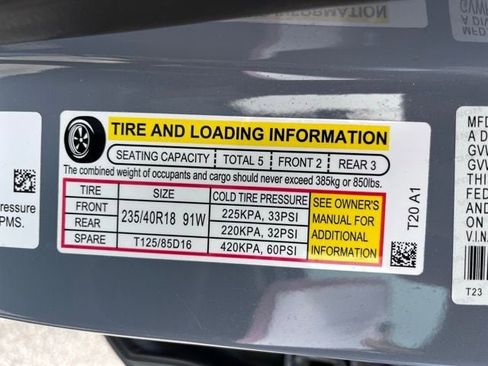 INFORMATION
TIRE AND LOADING INFORMATION
SEATING CAPACITY TOTAL 5 FRONT 2 REAR 3
The combined weight of occupants and cargo should never exceed 385kg or 850lbs.
TIRE SIZE COLD TIRE PRESSURE SEE OWNER'S MANUAL FOR ADDITIONAL INFORMATION
FRONT 235/40R18 91W 225KPA, 33PSI
REAR 220KPA, 32PSI
SPARE T125/85D16 420KPA, 60PSI
T20 A1
pressure
PMS.
MFD
A D
GVW
GVW
THI
FED
AND
ON
V.I.N
T23